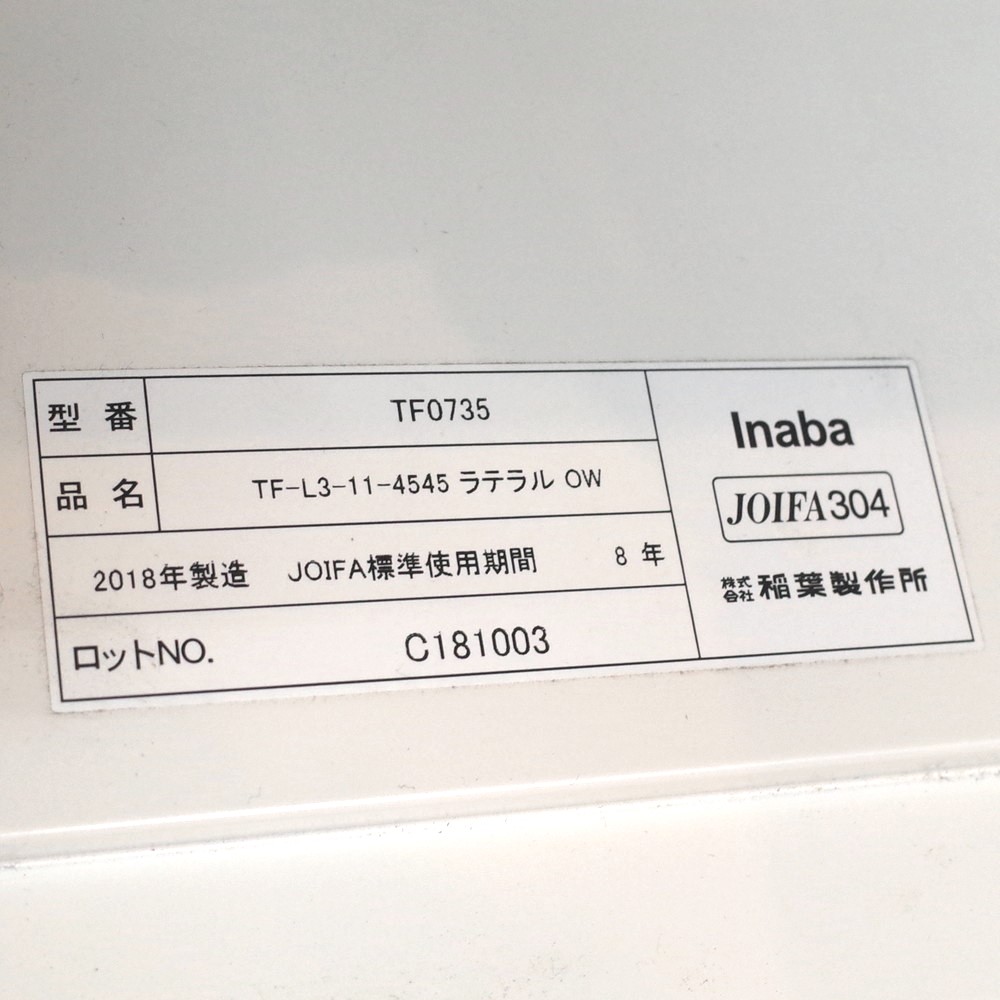 型番 TF0735
品名 TF-L3-11-4545 ラテラル OW
2018年製造 JOIFA標準使用期間 8年
ロットNO. C181003
Inaba
JOIFA304
株式会社 稲葉製作所